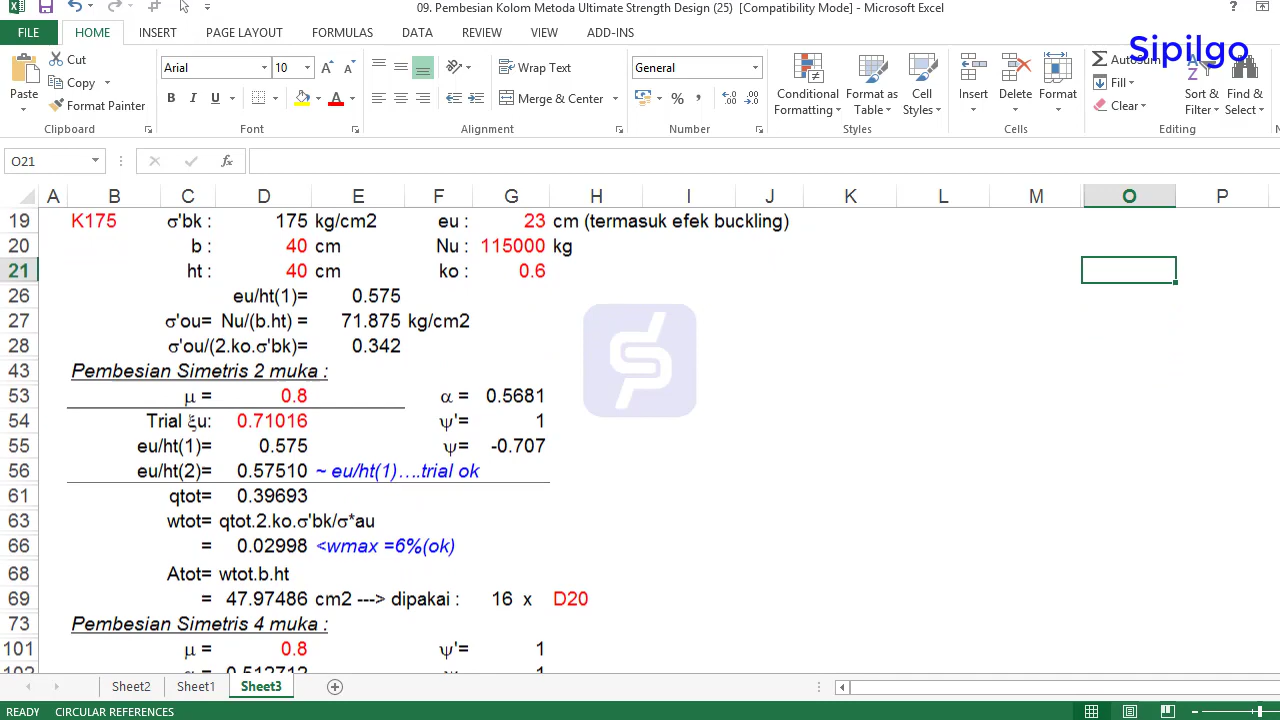 09. Pembesian Kolom Metoda Ultimate Strength Design (25) [Compatibility Mode] - Microsoft Excel
FILE HOME INSERT PAGE LAYOUT FORMULAS DATA REVIEW VIEW ADD-INS
Sipilgo
Paste Cut Copy Format Painter
Arial 10
Wrap Text
Merge & Center
General
Conditional Formatting Format as Table Cell Styles
Insert Delete Format
AutoSum Fill Clear
Sort & Filter Find & Select
Clipboard Font Alignment Number Styles Cells Editing
O21 fx
A B C D E F G H I J K L M O P
19 K175 σ'bk : 175 kg/cm2 eu : 23 cm (termasuk efek buckling)
20 b : 40 cm Nu : 115000 kg
21 ht : 40 cm ko : 0.6
26 eu/ht(1)= 0.575
27 σ'ou= Nu/(b.ht) = 71.875 kg/cm2
28 σ'ou/(2.ko.σ'bk)= 0.342
43 Pembesian Simetris 2 muka :
53 μ = 0.8 α = 0.5681
54 Trial ξu: 0.71016 ψ'= 1
55 eu/ht(1)= 0.575 ψ= -0.707
56 eu/ht(2)= 0.57510 ~ eu/ht(1)….trial ok
61 qtot= 0.39693
63 wtot= qtot.2.ko.σ'bk/σ*au
66 = 0.02998 <wmax =6%(ok)
68 Atot= wtot.b.ht
69 = 47.97486 cm2 ---> dipakai : 16 x D20
73 Pembesian Simetris 4 muka :
101 μ = 0.8 ψ'= 1
102 α = 0.512712 ψ= 1
Sheet2 Sheet1 Sheet3
READY CIRCULAR REFERENCES